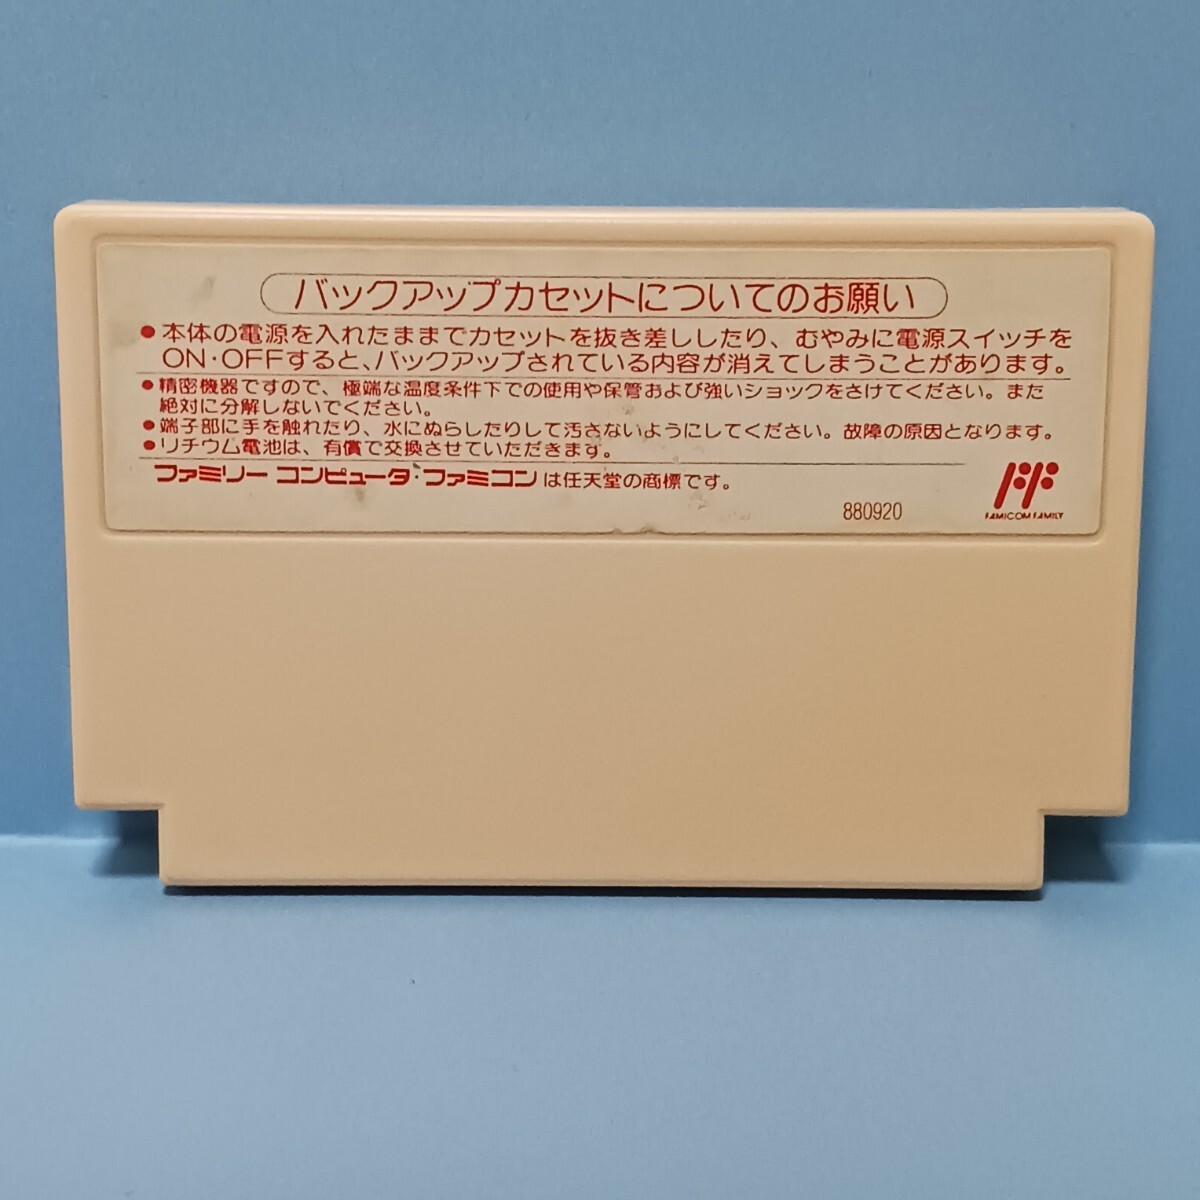 バックアップカセットについてのお願い
●本体の電源を入れたままでカセットを抜き差ししたり、むやみに電源スイッチを
ON・OFFすると、バックアップされている内容が消えてしまうことがあります。
●精密機器ですので、極端な温度条件下での使用や保管および強いショックをさけてください。また
絶対に分解しないでください。
●端子部に手を触れたり、水にぬらしたりして汚さないようにしてください。故障の原因となります。
●リチウム電池は、有償で交換させていただきます。
ファミリー コンピュータ・ファミコンは任天堂の商標です。
880920
FAMICOM FAMILY